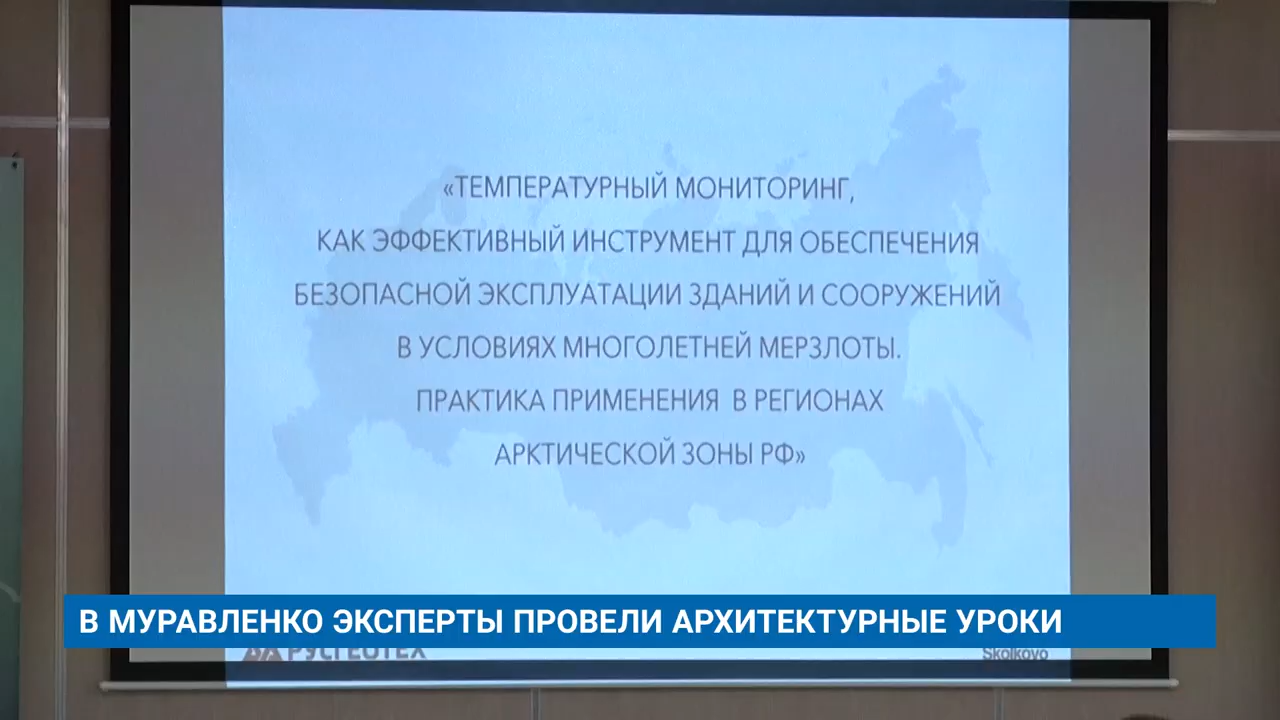 «ТЕМПЕРАТУРНЫЙ МОНИТОРИНГ,
КАК ЭФФЕКТИВНЫЙ ИНСТРУМЕНТ ДЛЯ ОБЕСПЕЧЕНИЯ
БЕЗОПАСНОЙ ЭКСПЛУАТАЦИИ ЗДАНИЙ И СООРУЖЕНИЙ
В УСЛОВИЯХ МНОГОЛЕТНЕЙ МЕРЗЛОТЫ.
ПРАКТИКА ПРИМЕНЕНИЯ В РЕГИОНАХ
АРКТИЧЕСКОЙ ЗОНЫ РФ»
В МУРАВЛЕНКО ЭКСПЕРТЫ ПРОВЕЛИ АРХИТЕКТУРНЫЕ УРОКИ
РУСГЕОТЕХ
Skolkovo